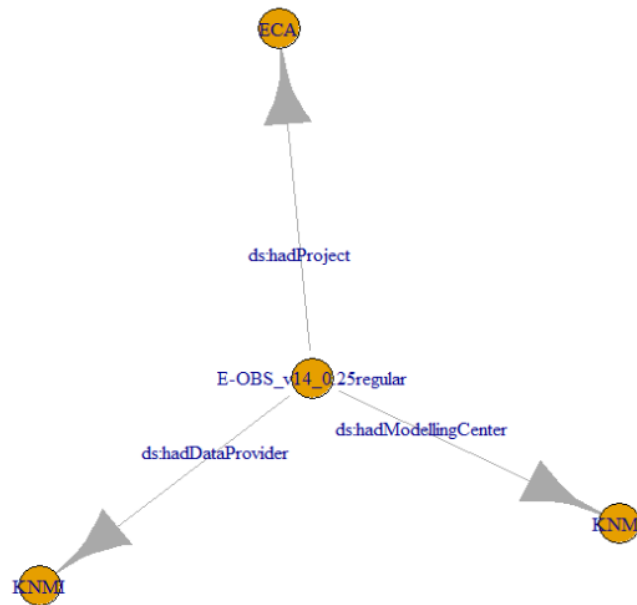 ECA
ds:hadProject
E-OBS_v14_0.25regular
ds:hadModellingCenter
ds:hadDataProvider
KNM
KNMI